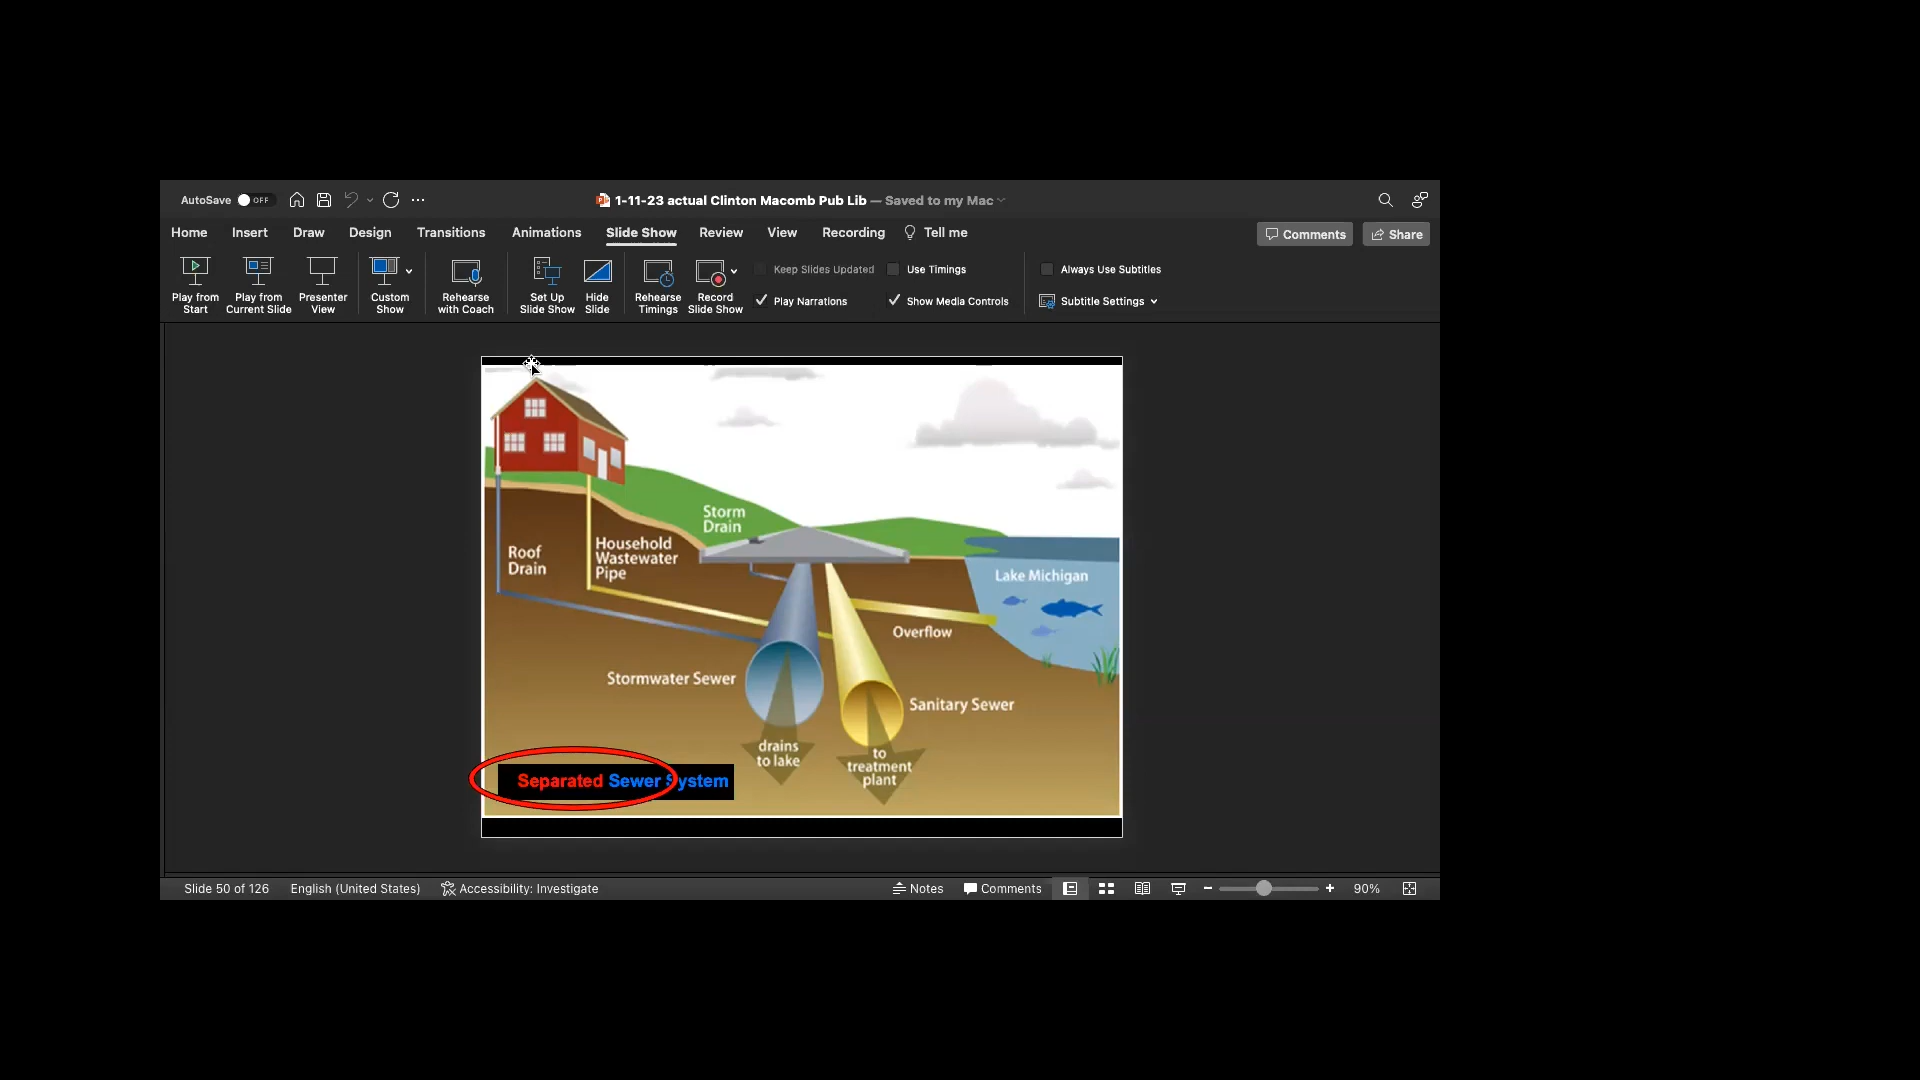 AutoSave OFF
1-11-23 actual Clinton Macomb Pub Lib — Saved to my Mac
Home Insert Draw Design Transitions Animations Slide Show Review View Recording Tell me
Comments Share
Play from Start
Play from Current Slide
Presenter View
Custom Show
Rehearse with Coach
Set Up Slide Show
Hide Slide
Rehearse Timings
Record Slide Show
Keep Slides Updated
Use Timings
Play Narrations
Show Media Controls
Always Use Subtitles
Subtitle Settings
Storm
Drain
Roof
Drain
Household
Wastewater
Pipe
Lake Michigan
Overflow
Stormwater Sewer
Sanitary Sewer
drains
to lake
to
treatment
plant
Separated Sewer System
Slide 50 of 126 English (United States) Accessibility: Investigate Notes Comments 90%